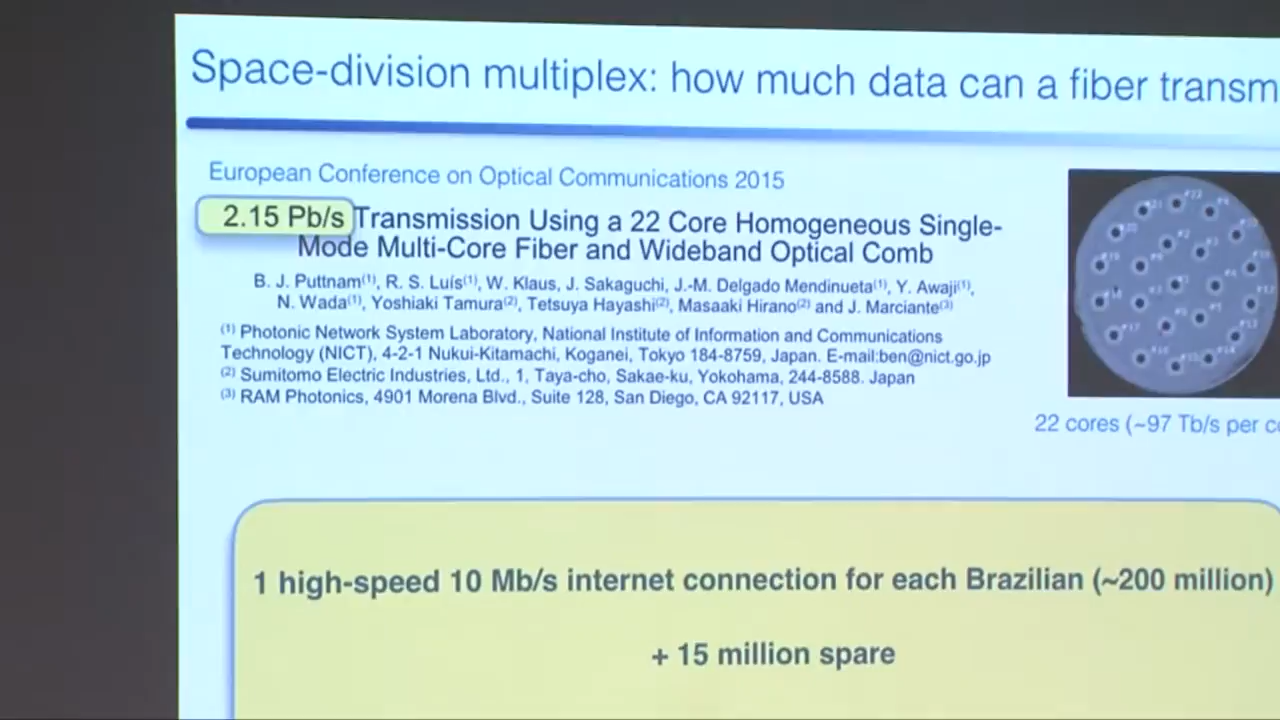 Space-division multiplex: how much data can a fiber transm
European Conference on Optical Communications 2015
2.15 Pb/s Transmission Using a 22 Core Homogeneous Single-
Mode Multi-Core Fiber and Wideband Optical Comb
B. J. Puttnam⁽¹⁾, R. S. Luís⁽¹⁾, W. Klaus, J. Sakaguchi, J.-M. Delgado Mendinueta⁽¹⁾, Y. Awaji⁽¹⁾,
N. Wada⁽¹⁾, Yoshiaki Tamura⁽²⁾, Tetsuya Hayashi⁽²⁾, Masaaki Hirano⁽²⁾ and J. Marciante⁽³⁾
⁽¹⁾ Photonic Network System Laboratory, National Institute of Information and Communications
Technology (NICT), 4-2-1 Nukui-Kitamachi, Koganei, Tokyo 184-8759, Japan. E-mail:ben@nict.go.jp
⁽²⁾ Sumitomo Electric Industries, Ltd., 1, Taya-cho, Sakae-ku, Yokohama, 244-8588. Japan
⁽³⁾ RAM Photonics, 4901 Morena Blvd., Suite 128, San Diego, CA 92117, USA
22 cores (~97 Tb/s per co
1 high-speed 10 Mb/s internet connection for each Brazilian (~200 million)
+ 15 million spare